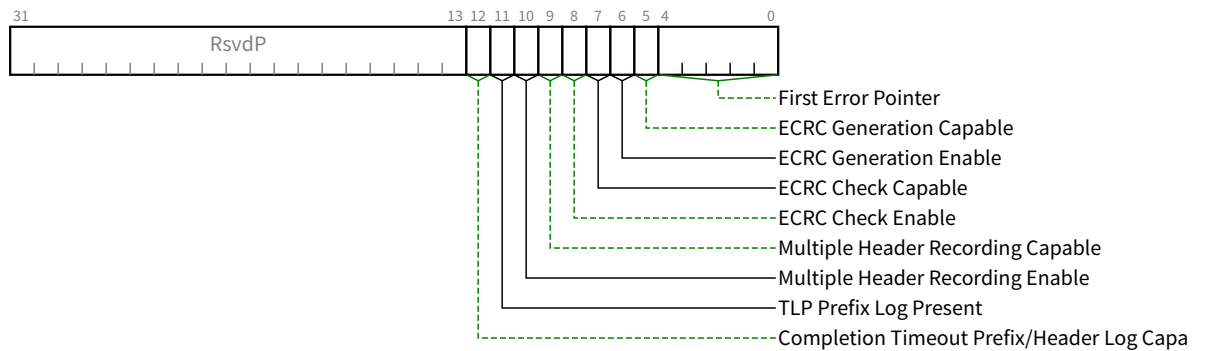 31 13 12 11 10 9 8 7 6 5 4 0
RsvdP
First Error Pointer
ECRC Generation Capable
ECRC Generation Enable
ECRC Check Capable
ECRC Check Enable
Multiple Header Recording Capable
Multiple Header Recording Enable
TLP Prefix Log Present
Completion Timeout Prefix/Header Log Capa